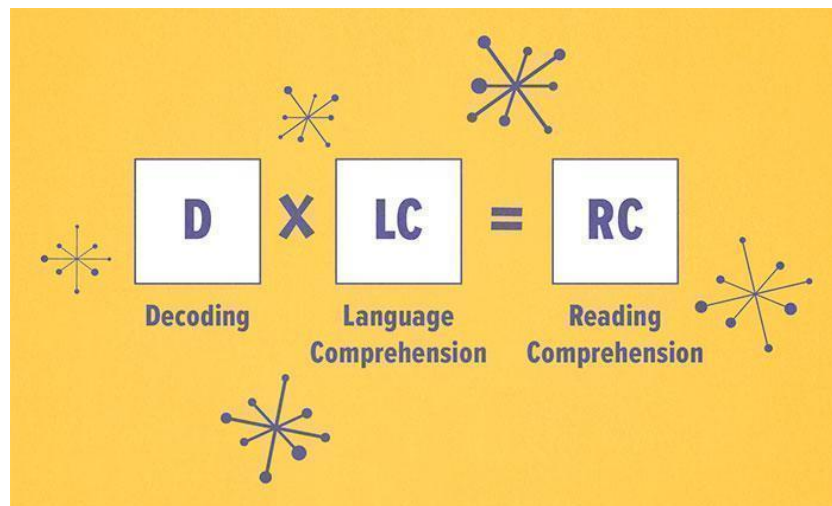 D X LC = RC
Decoding
Language
Comprehension
Reading
Comprehension